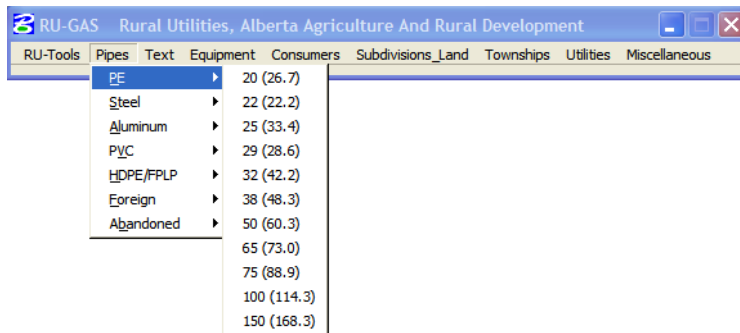 RU-GAS Rural Utilities, Alberta Agriculture And Rural Development
RU-Tools Pipes Text Equipment Consumers Subdivisions_Land Townships Utilities Miscellaneous
PE
Steel
Aluminum
PVC
HDPE/FPLP
Foreign
Abandoned
20 (26.7)
22 (22.2)
25 (33.4)
29 (28.6)
32 (42.2)
38 (48.3)
50 (60.3)
65 (73.0)
75 (88.9)
100 (114.3)
150 (168.3)